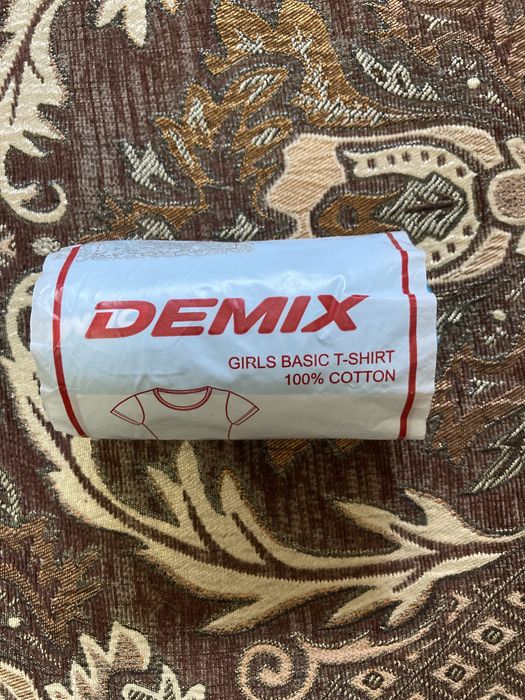 DEMIX
GIRLS BASIC T-SHIRT
100% COTTON